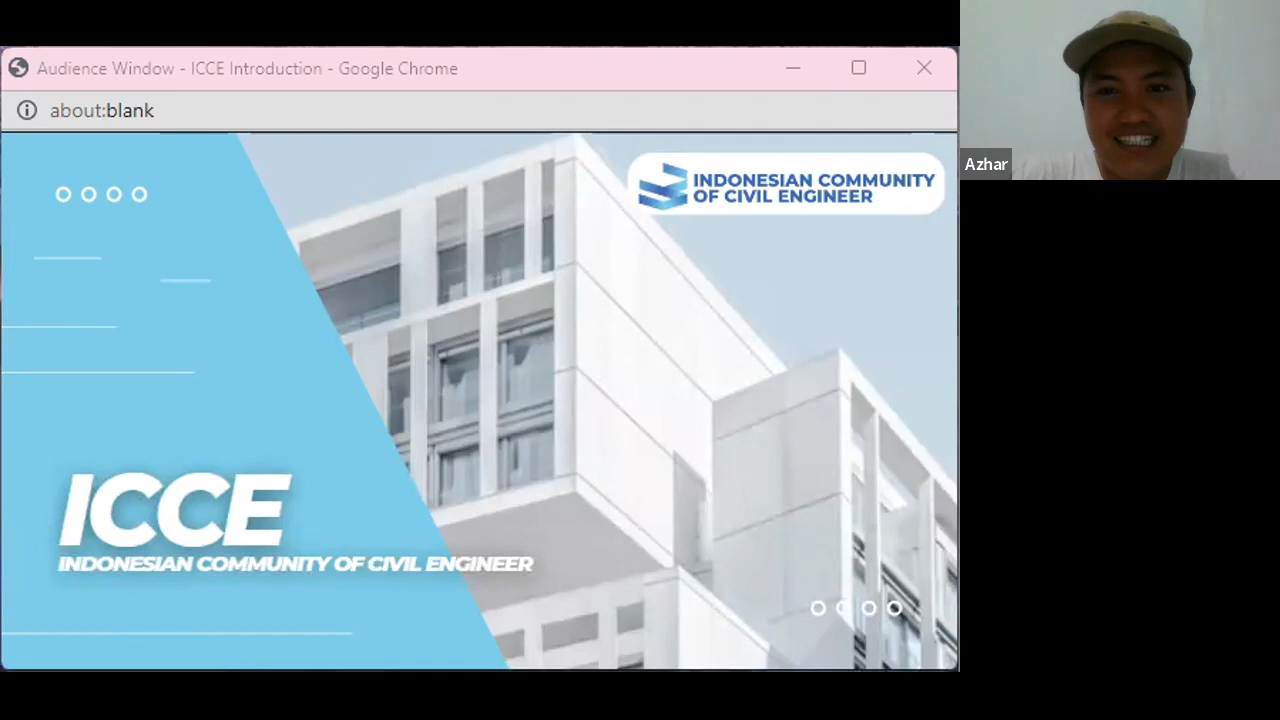 Audience Window - ICCE Introduction - Google Chrome
about:blank
INDONESIAN COMMUNITY
OF CIVIL ENGINEER
Azhar
ICCE
INDONESIAN COMMUNITY OF CIVIL ENGINEER